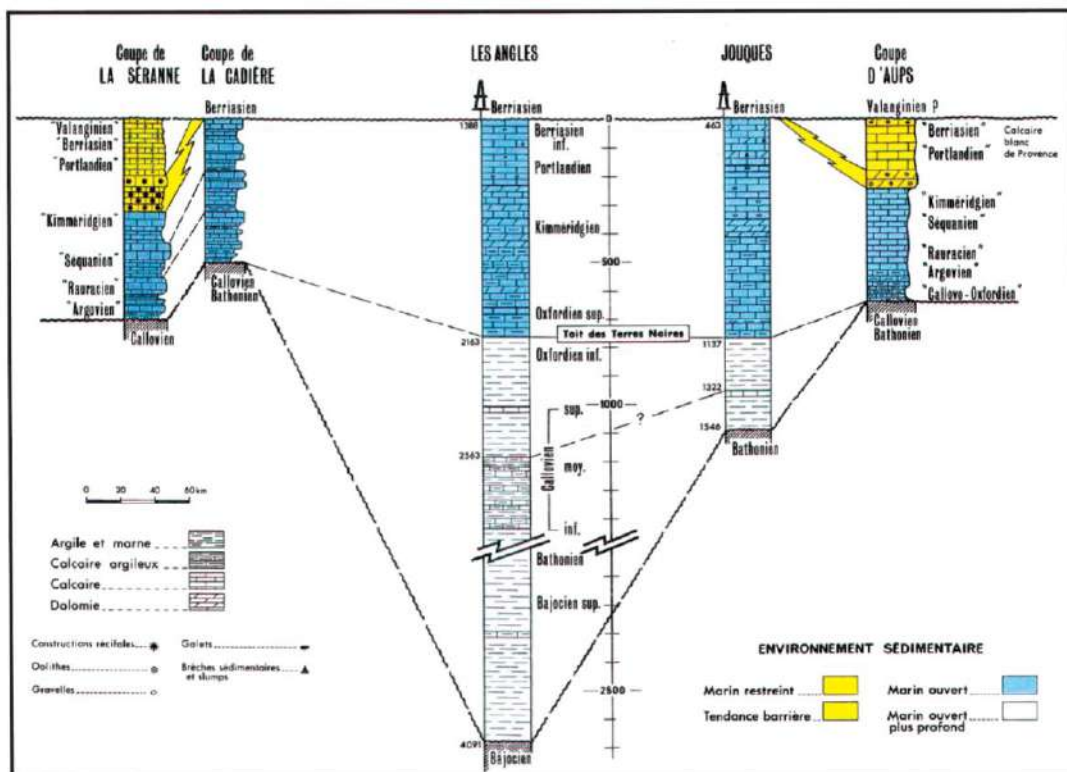 Coupe de
LA SÉRANNE
Coupe de
LA CADIÈRE
LES ANGLES
JOUQUES
Coupe
D'AUPS
Berriasien
Berriasien
Berriasien
Valanginien ?
1388
0
463
"Valanginien"
"Berriasien"
"Portlandien"
"Kimméridgien"
"Séquanien"
"Rauracien"
"Argovien"
Callovien
Callovien
Bathonien
Berriasien
inf.
Portlandien
Kimméridgien
Oxfordien sup.
500
Toit des Terres Noires
2163
Oxfordien inf.
1137
1322
1000
1546
Bathonien
sup.
?
2563
Callovien
moy.
inf.
Bathonien
Bajocien sup.
2500
4091
Bajocien
"Berriasien"
"Portlandien"
Calcaire
blanc
de Provence
"Kimméridgien"
"Séquanien"
"Rauracien"
"Argovien"
"Callovo-Oxfordien"
Callovien
Bathonien
0 20 40 60 km
Argile et marne
Calcaire argileux
Calcaire
Dolomie
Constructions récifales
Oolithes
Gravelles
Galets
Brèches sédimentaires
et slumps
ENVIRONNEMENT SÉDIMENTAIRE
Marin restreint
Marin ouvert
Tendance barrière
Marin ouvert
plus profond